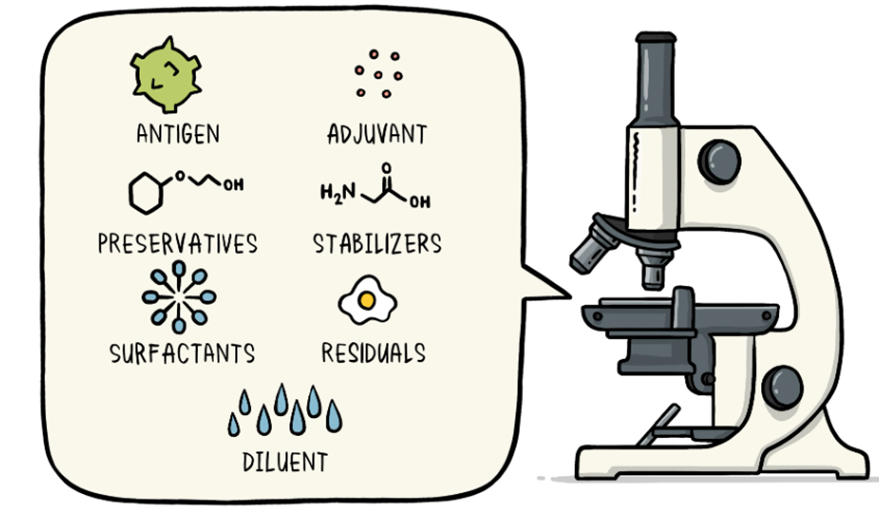 ANTIGEN
ADJUVANT
OH
H₂N
OH
PRESERVATIVES
STABILIZERS
SURFACTANTS
RESIDUALS
DILUENT